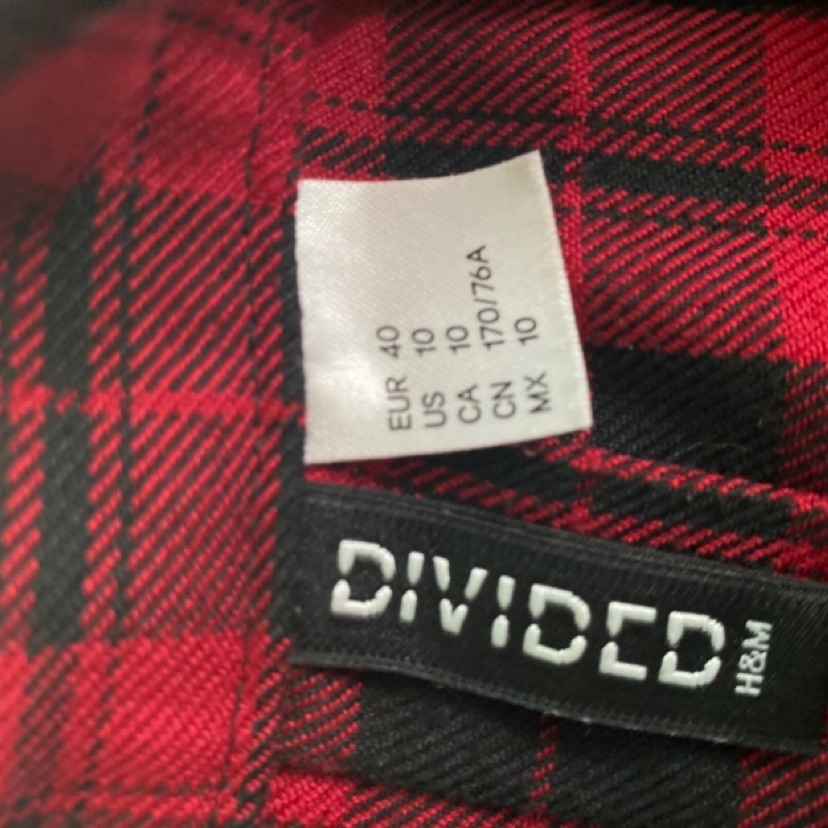 EUR 40
US 10
CA 10
CN 170/76A
MX 10
DIVIDED
H&M